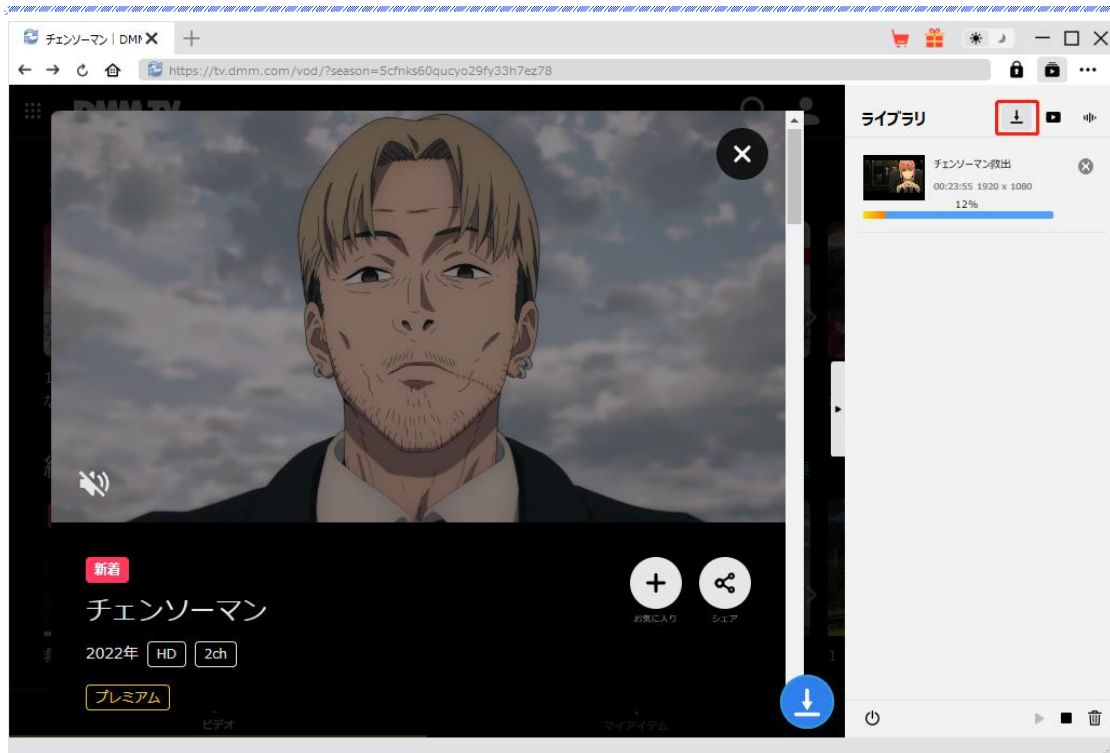 チェンソーマン | DMM
https://tv.dmm.com/vod/?season=5cfnks60qucyo29fy33h7ez78
DMM TV
ライブラリ
チェンソーマン救出
00:23:55 1920 x 1080
12%
新着
チェンソーマン
お気に入り
シェア
2022年 HD 2ch
プレミアム
ビデオ
マイアイテム